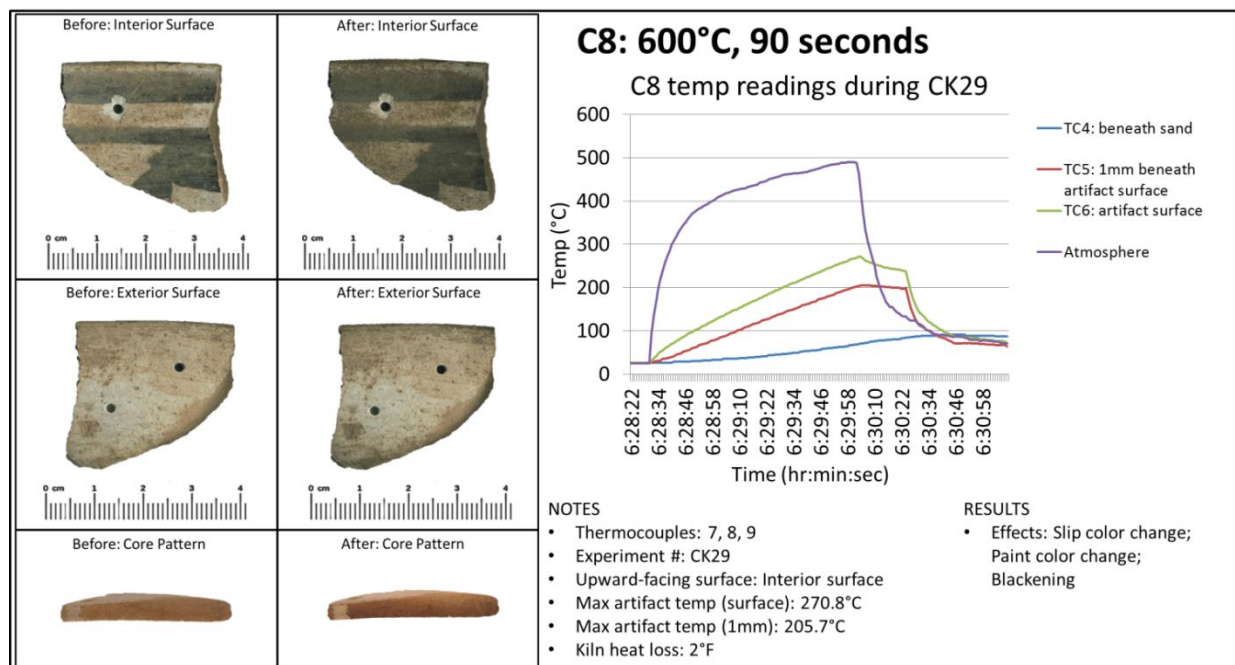 Before: Interior Surface
After: Interior Surface
0 cm 1 2 3 4
0 cm 1 2 3 4
Before: Exterior Surface
After: Exterior Surface
0 cm 1 2 3 4
0 cm 1 2 3 4
Before: Core Pattern
After: Core Pattern
C8: 600°C, 90 seconds
C8 temp readings during CK29
Temp (°C)
600
500
400
300
200
100
0
6:28:22
6:28:34
6:28:46
6:28:58
6:29:10
6:29:22
6:29:34
6:29:46
6:29:58
6:30:10
6:30:22
6:30:34
6:30:46
6:30:58
Time (hr:min:sec)
TC4: beneath sand
TC5: 1mm beneath
artifact surface
TC6: artifact surface
Atmosphere
NOTES
• Thermocouples: 7, 8, 9
• Experiment #: CK29
• Upward-facing surface: Interior surface
• Max artifact temp (surface): 270.8°C
• Max artifact temp (1mm): 205.7°C
• Kiln heat loss: 2°F
RESULTS
• Effects: Slip color change;
Paint color change;
Blackening